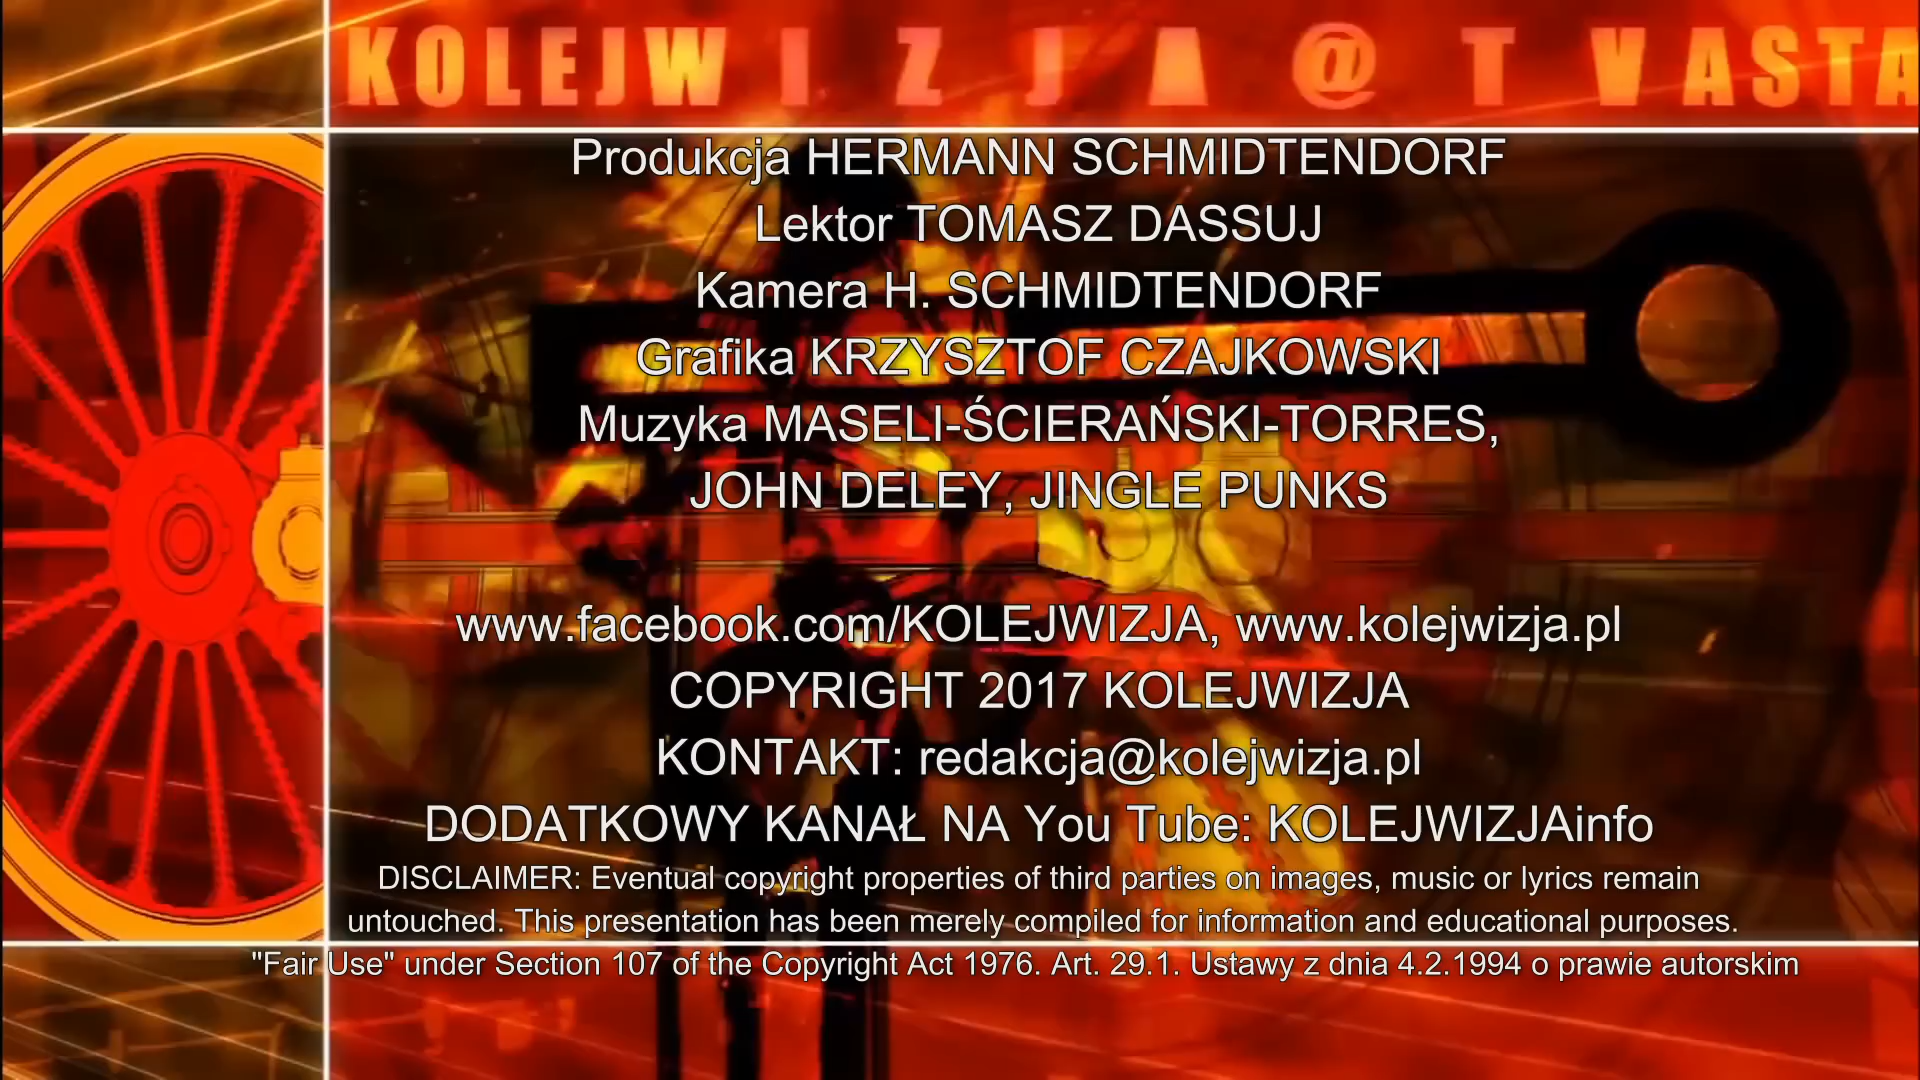 KOLEJWIZJA@TVASTA
Produkcja HERMANN SCHMIDTENDORF
Lektor TOMASZ DASSUJ
Kamera H. SCHMIDTENDORF
Grafika KRZYSZTOF CZAJKOWSKI
Muzyka MASELI-ŚCIERAŃSKI-TORRES,
JOHN DELEY, JINGLE PUNKS
www.facebook.com/KOLEJWIZJA, www.kolejwizja.pl
COPYRIGHT 2017 KOLEJWIZJA
KONTAKT: redakcja@kolejwizja.pl
DODATKOWY KANAŁ NA You Tube: KOLEJWIZJAinfo
DISCLAIMER: Eventual copyright properties of third parties on images, music or lyrics remain
untouched. This presentation has been merely compiled for information and educational purposes.
"Fair Use" under Section 107 of the Copyright Act 1976. Art. 29.1. Ustawy z dnia 4.2.1994 o prawie autorskim